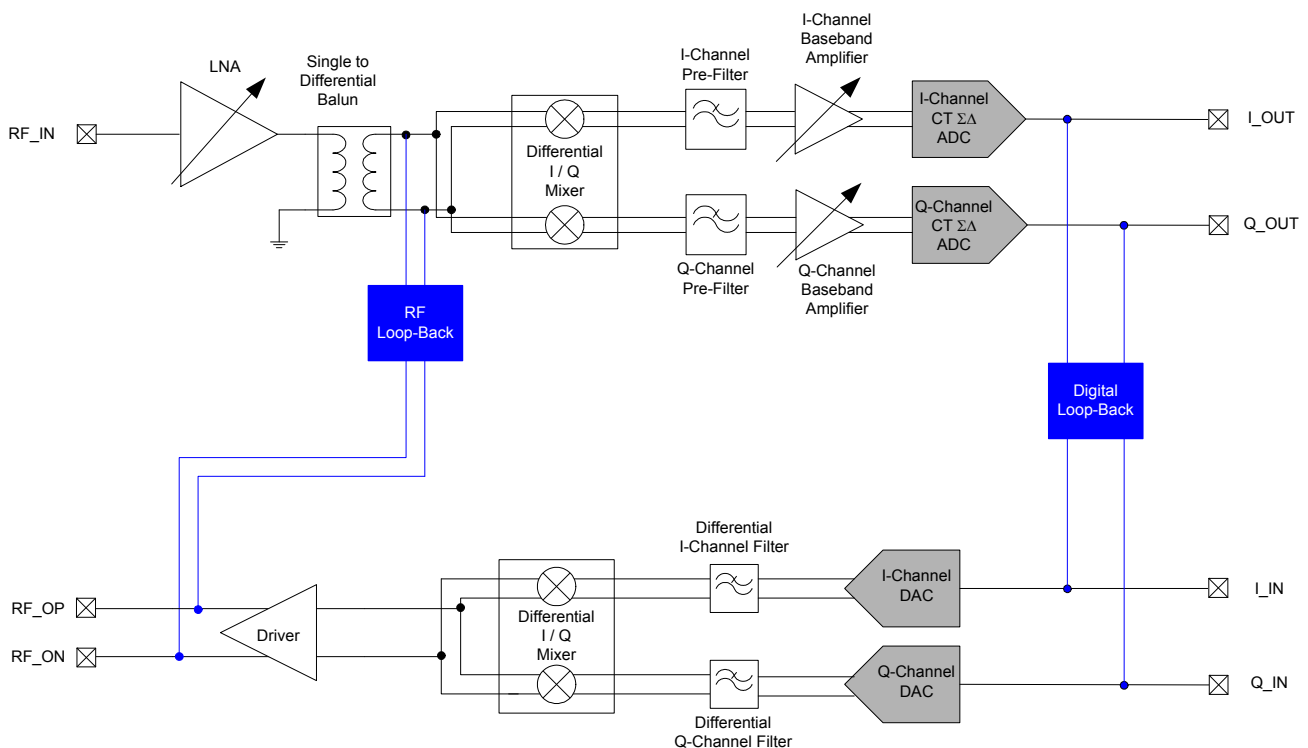 I-Channel
Baseband
Amplifier
LNA
Single to
Differential
Balun
I-Channel
Pre-Filter
RF_IN
I-Channel
CT ΣΔ
ADC
I_OUT
Differential
I / Q
Mixer
Q-Channel
CT ΣΔ
ADC
Q_OUT
Q-Channel
Pre-Filter
Q-Channel
Baseband
Amplifier
RF
Loop-Back
Digital
Loop-Back
Differential
I-Channel Filter
I-Channel
DAC
I_IN
RF_OP
Driver
RF_ON
Differential
I / Q
Mixer
Q-Channel
DAC
Q_IN
Differential
Q-Channel Filter